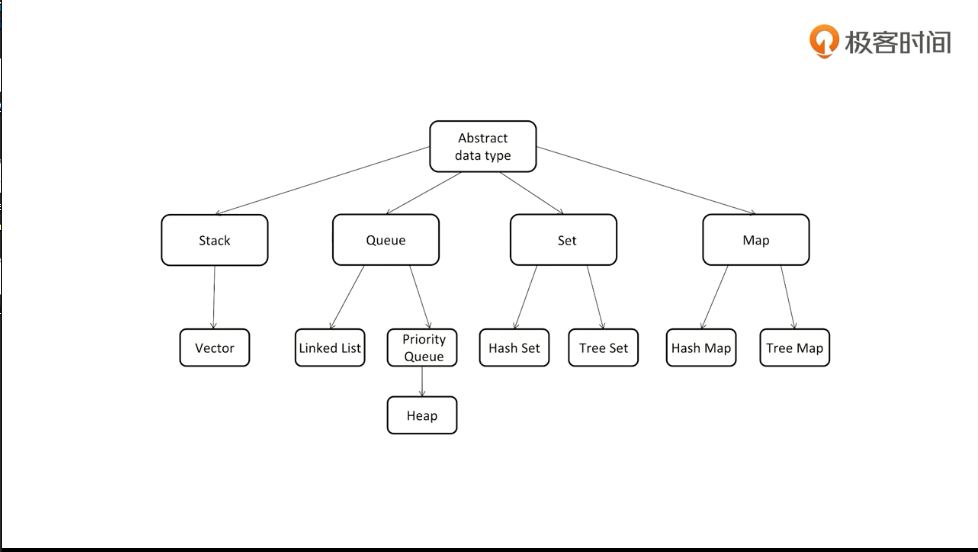 极客时间
Abstract
data type
Stack
Queue
Set
Map
Vector
Linked List
Priority
Queue
Hash Set
Tree Set
Hash Map
Tree Map
Heap